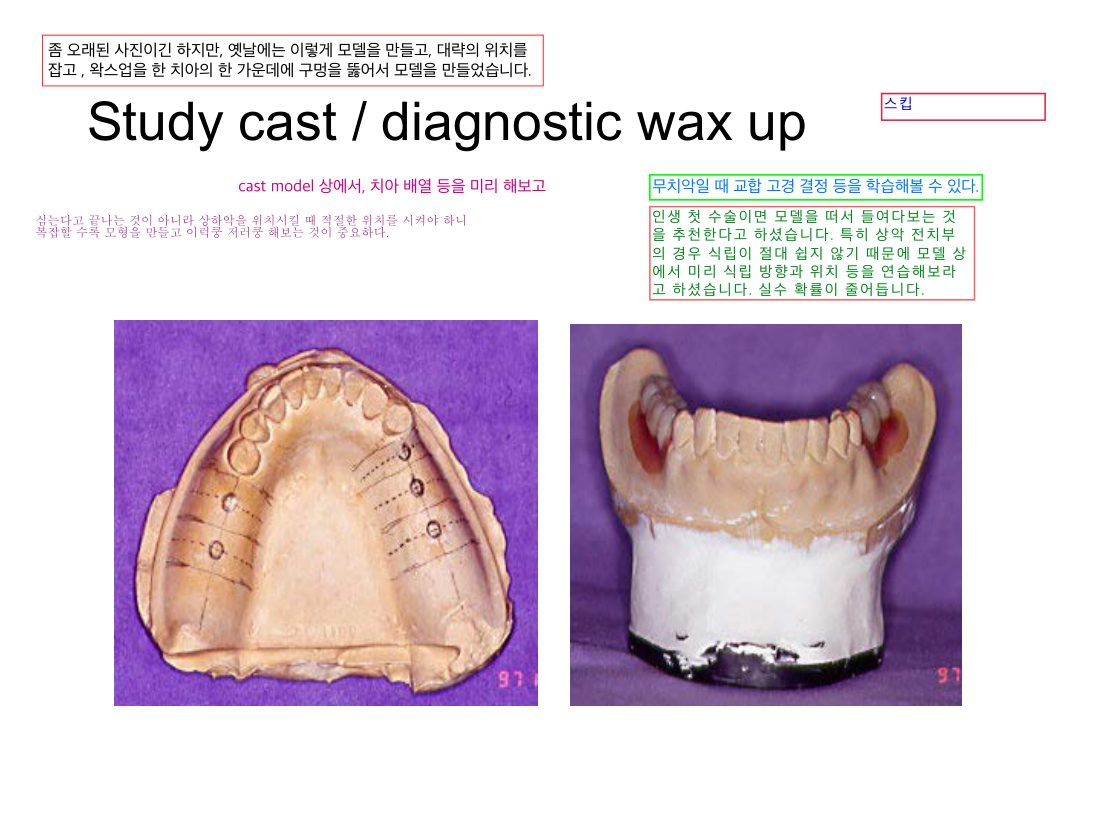 좀 오래된 사진이긴 하지만, 옛날에는 이렇게 모델을 만들고, 대략의 위치를
잡고 , 왁스업을 한 치아의 한 가운데에 구멍을 뚫어서 모델을 만들었습니다.
스킵
Study cast / diagnostic wax up
cast model 상에서, 치아 배열 등을 미리 해보고
무치악일 때 교합 고경 결정 등을 학습해볼 수 있다.
심는다고 끝나는 것이 아니라 상하악을 위치시킬 때 적절한 위치를 시켜야 하니
복잡할 수록 모형을 만들고 이럭쿵 저러쿵 해보는 것이 중요하다.
인생 첫 수술이면 모델을 떠서 들여다보는 것
을 추천한다고 하셨습니다. 특히 상악 전치부
의 경우 식립이 절대 쉽지 않기 때문에 모델 상
에서 미리 식립 방향과 위치 등을 연습해보라
고 하셨습니다. 실수 확률이 줄어듭니다.
97
97